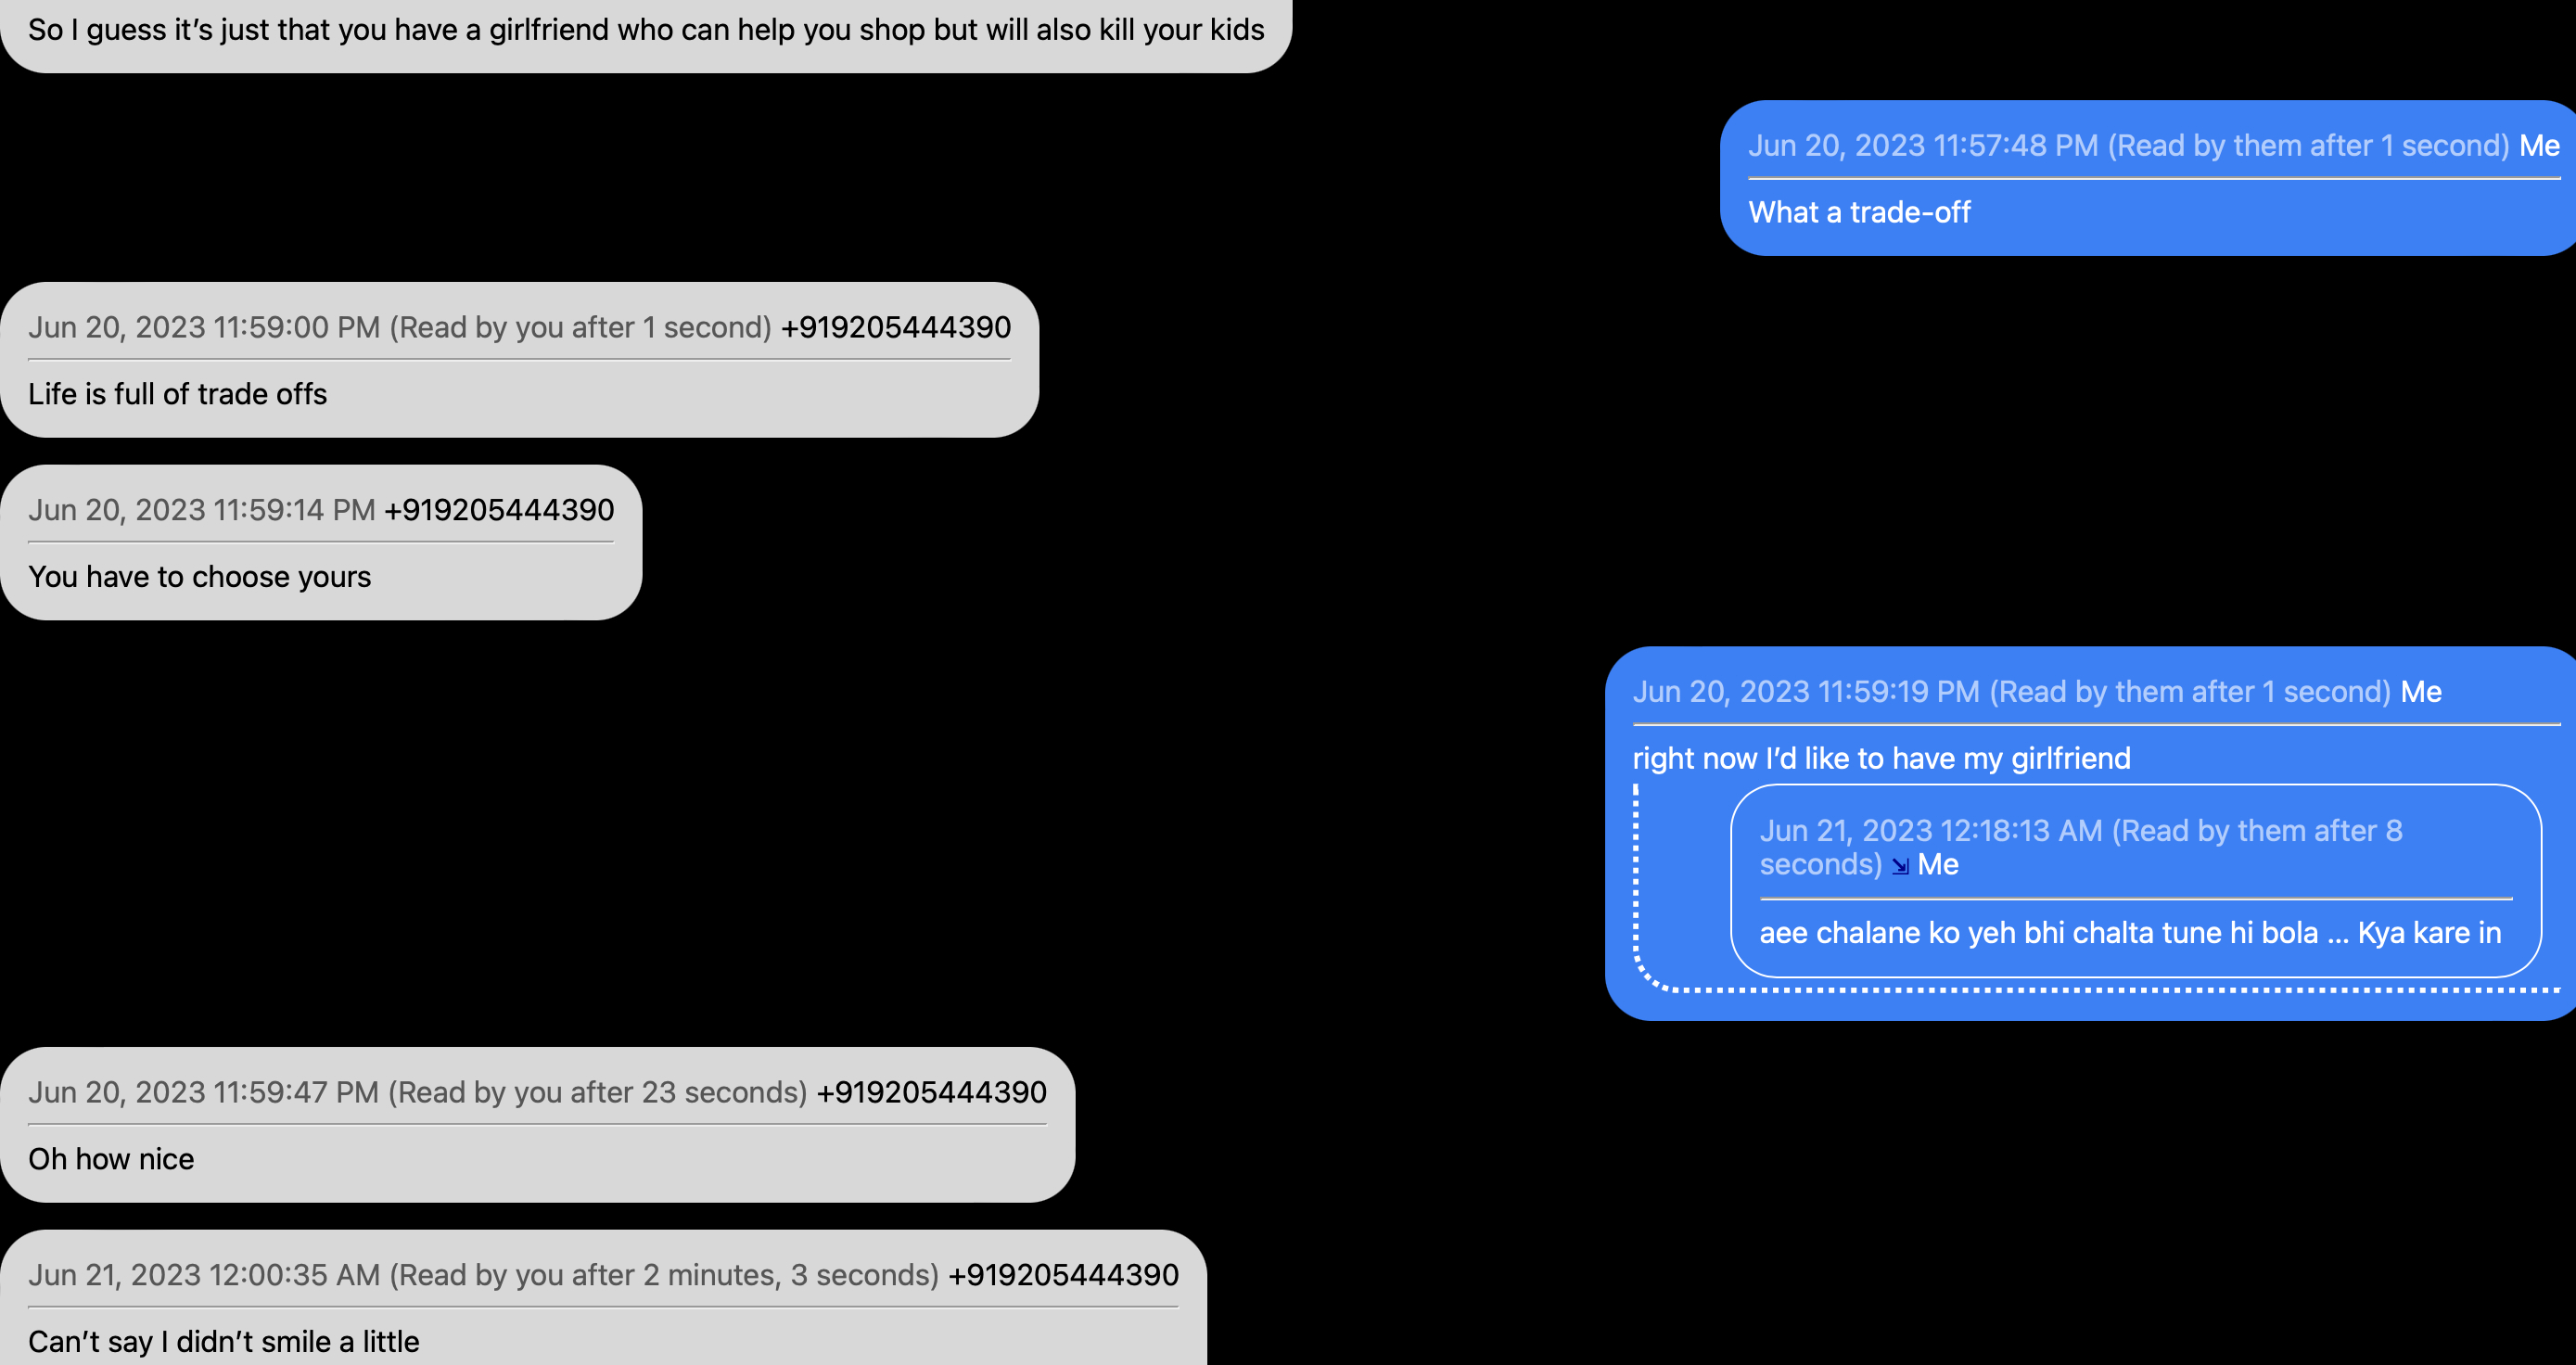 So I guess it’s just that you have a girlfriend who can help you shop but will also kill your kids
Jun 20, 2023 11:57:48 PM (Read by them after 1 second) Me
What a trade-off
Jun 20, 2023 11:59:00 PM (Read by you after 1 second) +919205444390
Life is full of trade offs
Jun 20, 2023 11:59:14 PM +919205444390
You have to choose yours
Jun 20, 2023 11:59:19 PM (Read by them after 1 second) Me
right now I’d like to have my girlfriend
Jun 21, 2023 12:18:13 AM (Read by them after 8
seconds) ⇲ Me
aee chalane ko yeh bhi chalta tune hi bola ... Kya kare in
Jun 20, 2023 11:59:47 PM (Read by you after 23 seconds) +919205444390
Oh how nice
Jun 21, 2023 12:00:35 AM (Read by you after 2 minutes, 3 seconds) +919205444390
Can’t say I didn’t smile a little